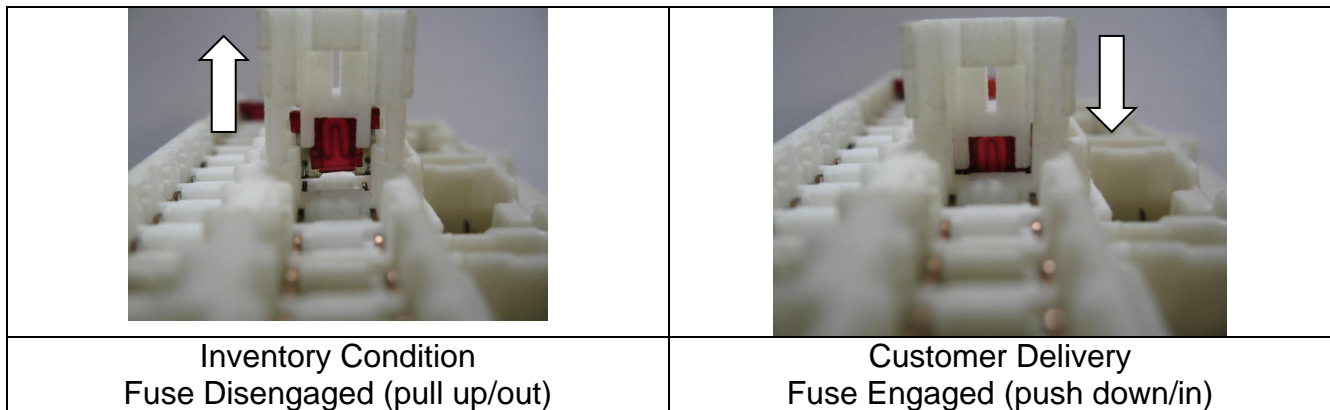 Inventory Condition
Fuse Disengaged (pull up/out)
Customer Delivery
Fuse Engaged (push down/in)